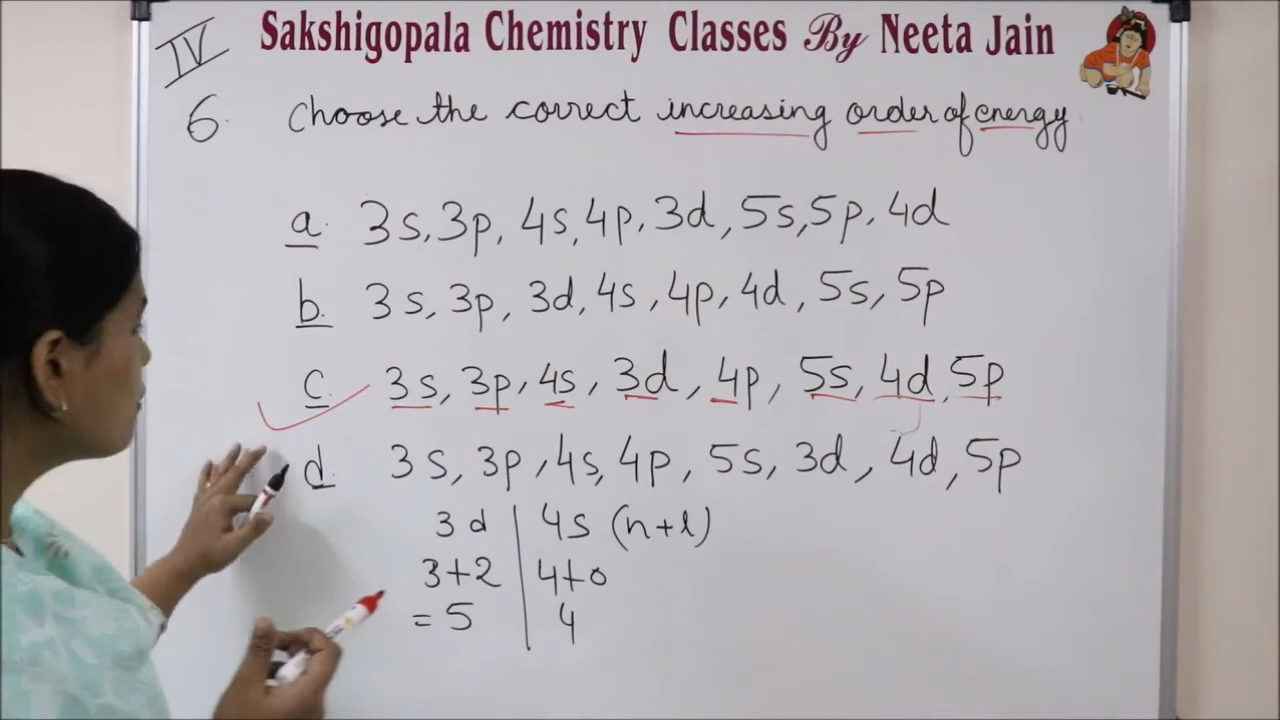 Sakshigopala Chemistry Classes By Neeta Jain
IV
6. Choose the correct increasing order of energy
a. 3s, 3p, 4s, 4p, 3d, 5s, 5p, 4d
b. 3s, 3p, 3d, 4s, 4p, 4d, 5s, 5p
c. 3s, 3p, 4s, 3d, 4p, 5s, 4d, 5p
d. 3s, 3p, 4s, 4p, 5s, 3d, 4d, 5p
3d | 4s (n+l)
3+2 | 4+0
= 5 | 4